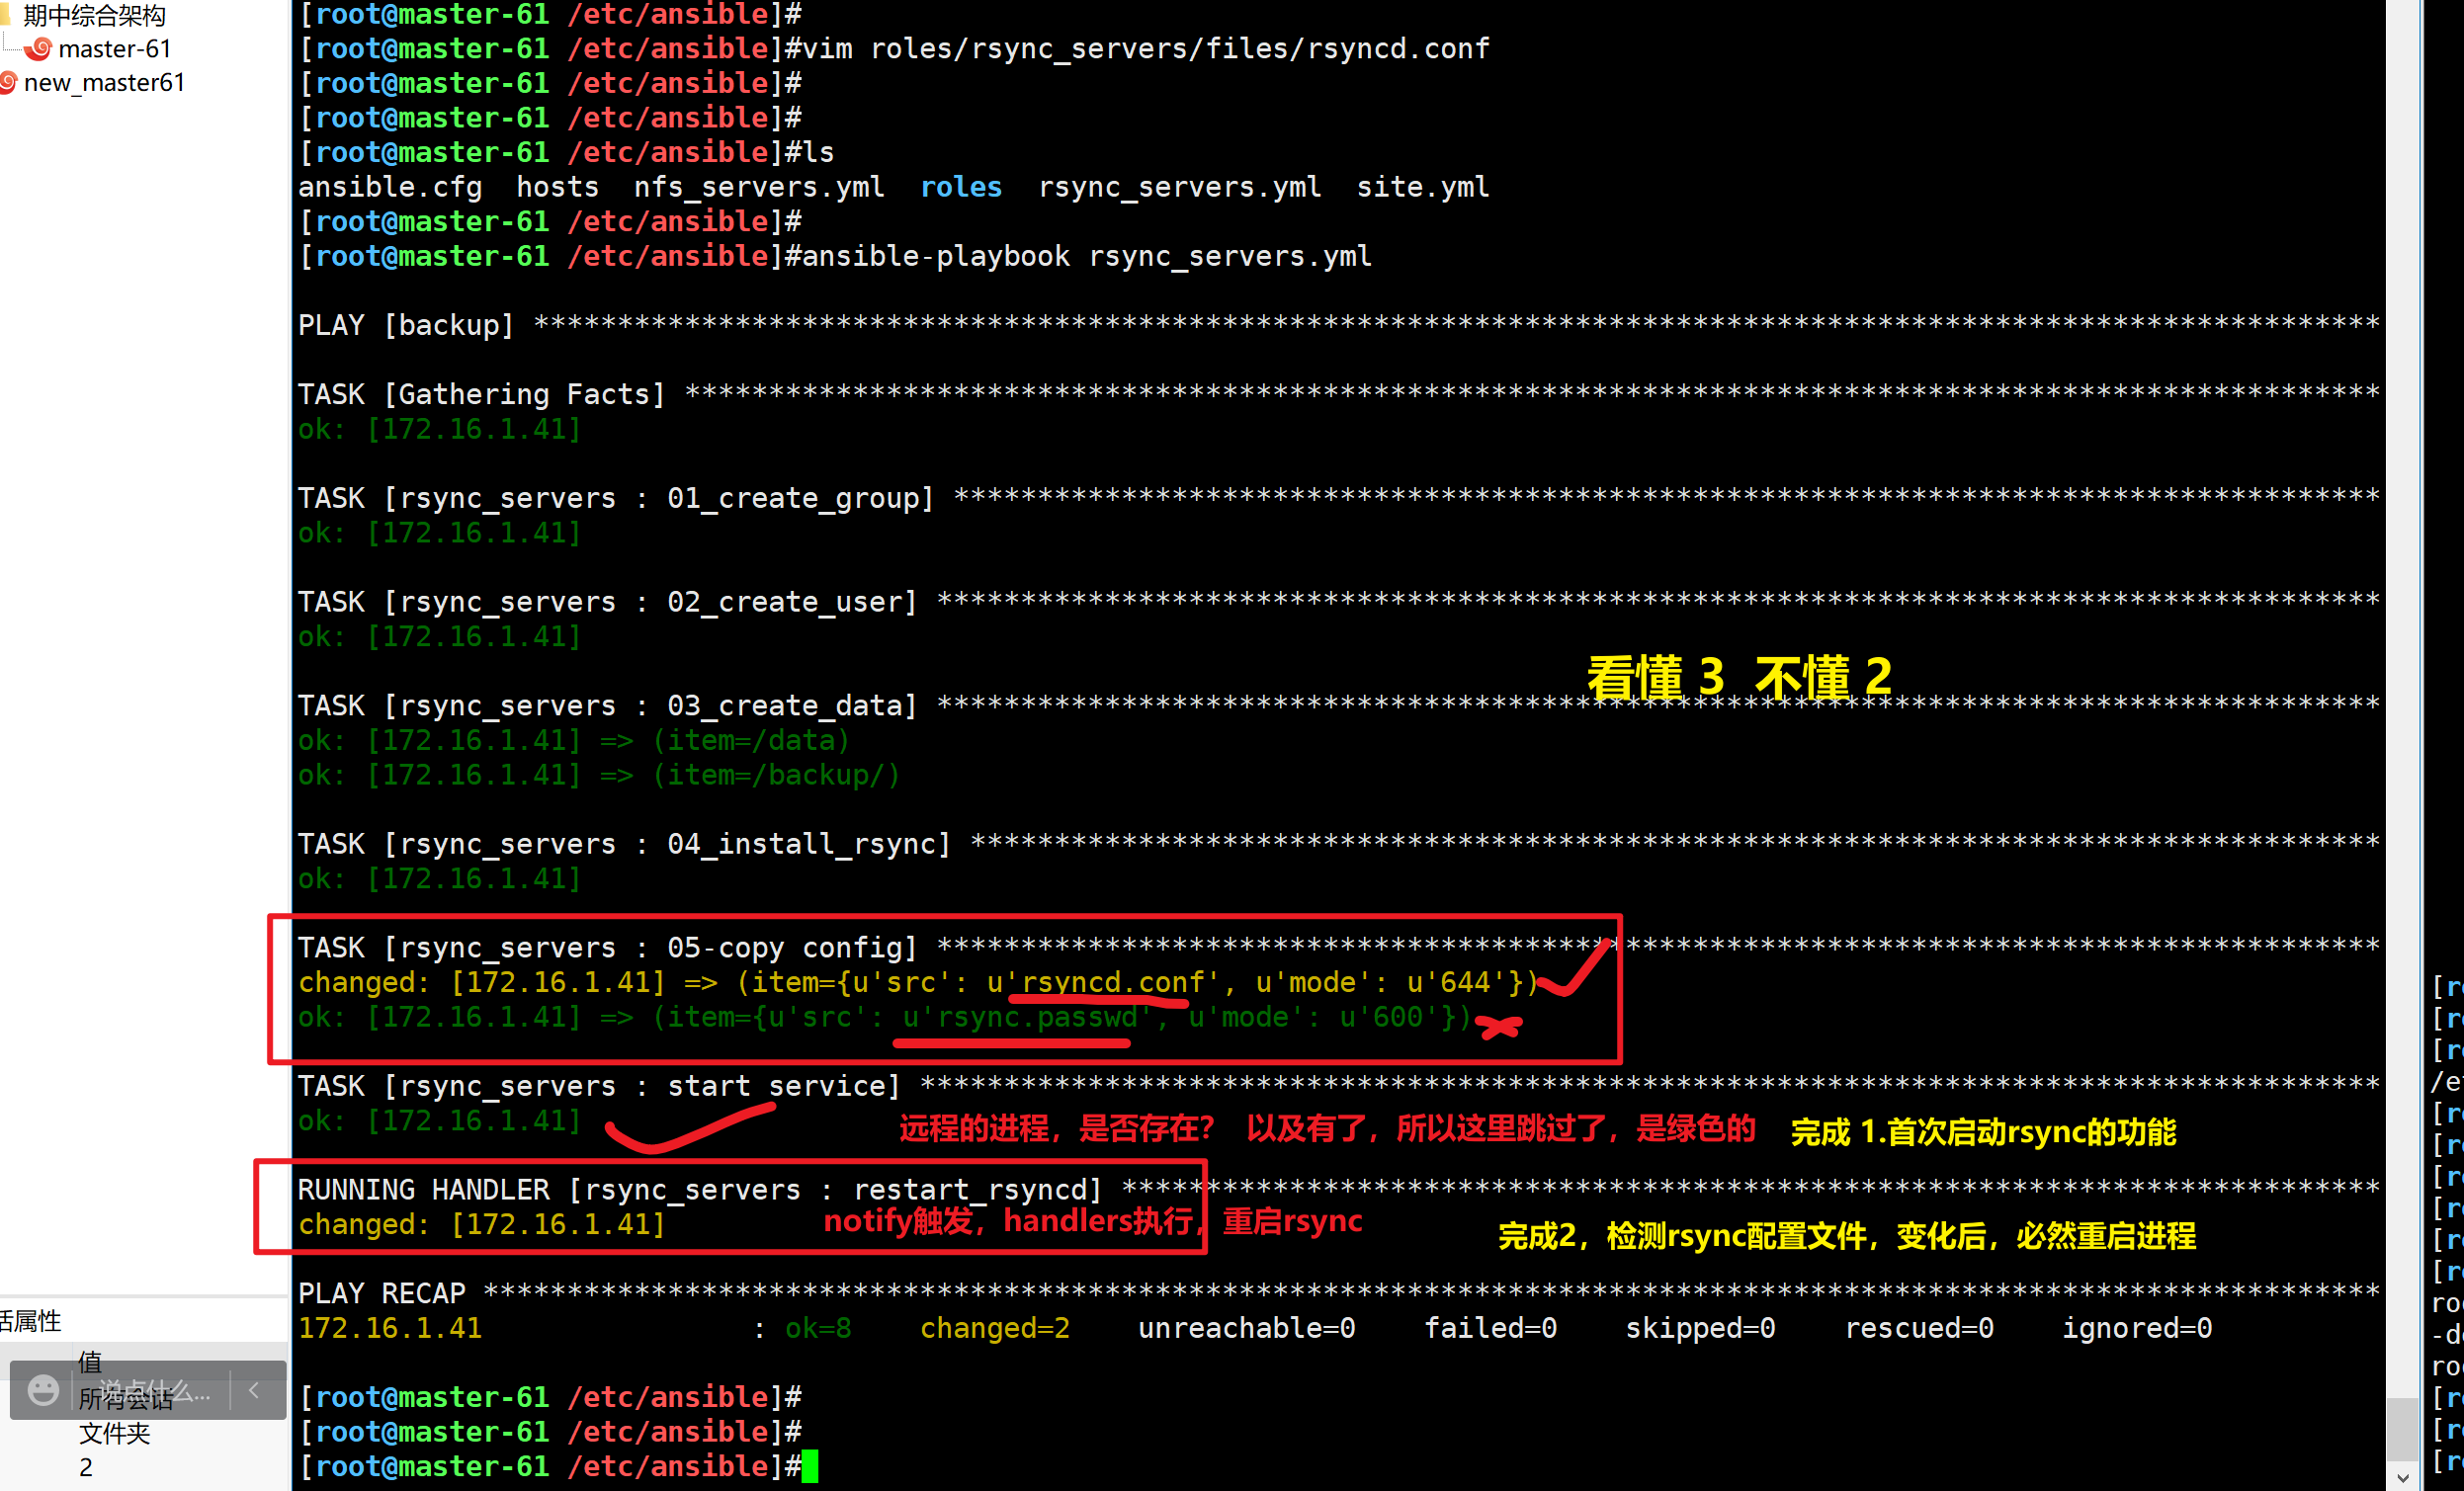 期中综合架构
master-61
new_master61
[root@master-61 /etc/ansible]#
[root@master-61 /etc/ansible]#vim roles/rsync_servers/files/rsyncd.conf
[root@master-61 /etc/ansible]#
[root@master-61 /etc/ansible]#
[root@master-61 /etc/ansible]#ls
ansible.cfg  hosts  nfs_servers.yml  roles  rsync_servers.yml  site.yml
[root@master-61 /etc/ansible]#
[root@master-61 /etc/ansible]#ansible-playbook rsync_servers.yml
PLAY [backup] **************************************************************************************************************
TASK [Gathering Facts] *****************************************************************************************************
ok: [172.16.1.41]
TASK [rsync_servers : 01_create_group] *************************************************************************************
ok: [172.16.1.41]
TASK [rsync_servers : 02_create_user] **************************************************************************************
ok: [172.16.1.41]
看懂 3  不懂 2
TASK [rsync_servers : 03_create_data] **************************************************************************************
ok: [172.16.1.41] => (item=/data)
ok: [172.16.1.41] => (item=/backup/)
TASK [rsync_servers : 04_install_rsync] ************************************************************************************
ok: [172.16.1.41]
TASK [rsync_servers : 05-copy config] **************************************************************************************
changed: [172.16.1.41] => (item={u'src': u'rsyncd.conf', u'mode': u'644'})
ok: [172.16.1.41] => (item={u'src': u'rsync.passwd', u'mode': u'600'})
TASK [rsync_servers : start service] ***************************************************************************************
ok: [172.16.1.41]
远程的进程，是否存在？ 以及有了，所以这里跳过了，是绿色的
完成 1.首次启动rsync的功能
RUNNING HANDLER [rsync_servers : restart_rsyncd] ***************************************************************************
changed: [172.16.1.41]
notify触发，handlers执行，重启rsync
完成2，检测rsync配置文件，变化后，必然重启进程
PLAY RECAP *****************************************************************************************************************
172.16.1.41                : ok=8    changed=2    unreachable=0    failed=0    skipped=0    rescued=0    ignored=0
[root@master-61 /etc/ansible]#
[root@master-61 /etc/ansible]#
[root@master-61 /etc/ansible]#
话属性
值
说点什么...
所有会话
文件夹
2